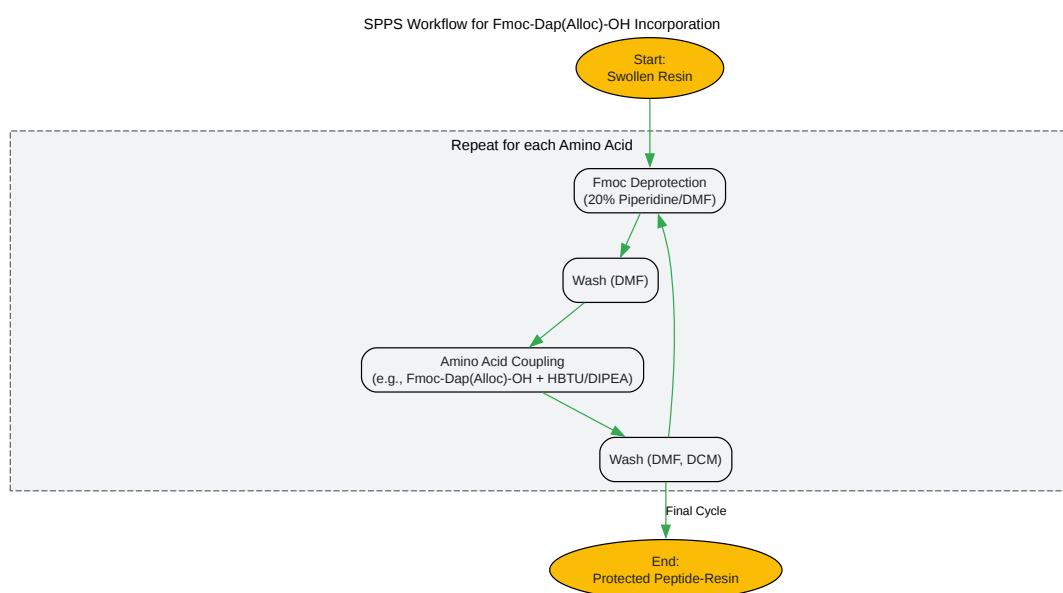 SPPS Workflow for Fmoc-Dap(Alloc)-OH Incorporation
Start:
Swollen Resin
Repeat for each Amino Acid
Fmoc Deprotection
(20% Piperidine/DMF)
Wash (DMF)
Amino Acid Coupling
(e.g., Fmoc-Dap(Alloc)-OH + HBTU/DIPEA)
Wash (DMF, DCM)
Final Cycle
End:
Protected Peptide-Resin